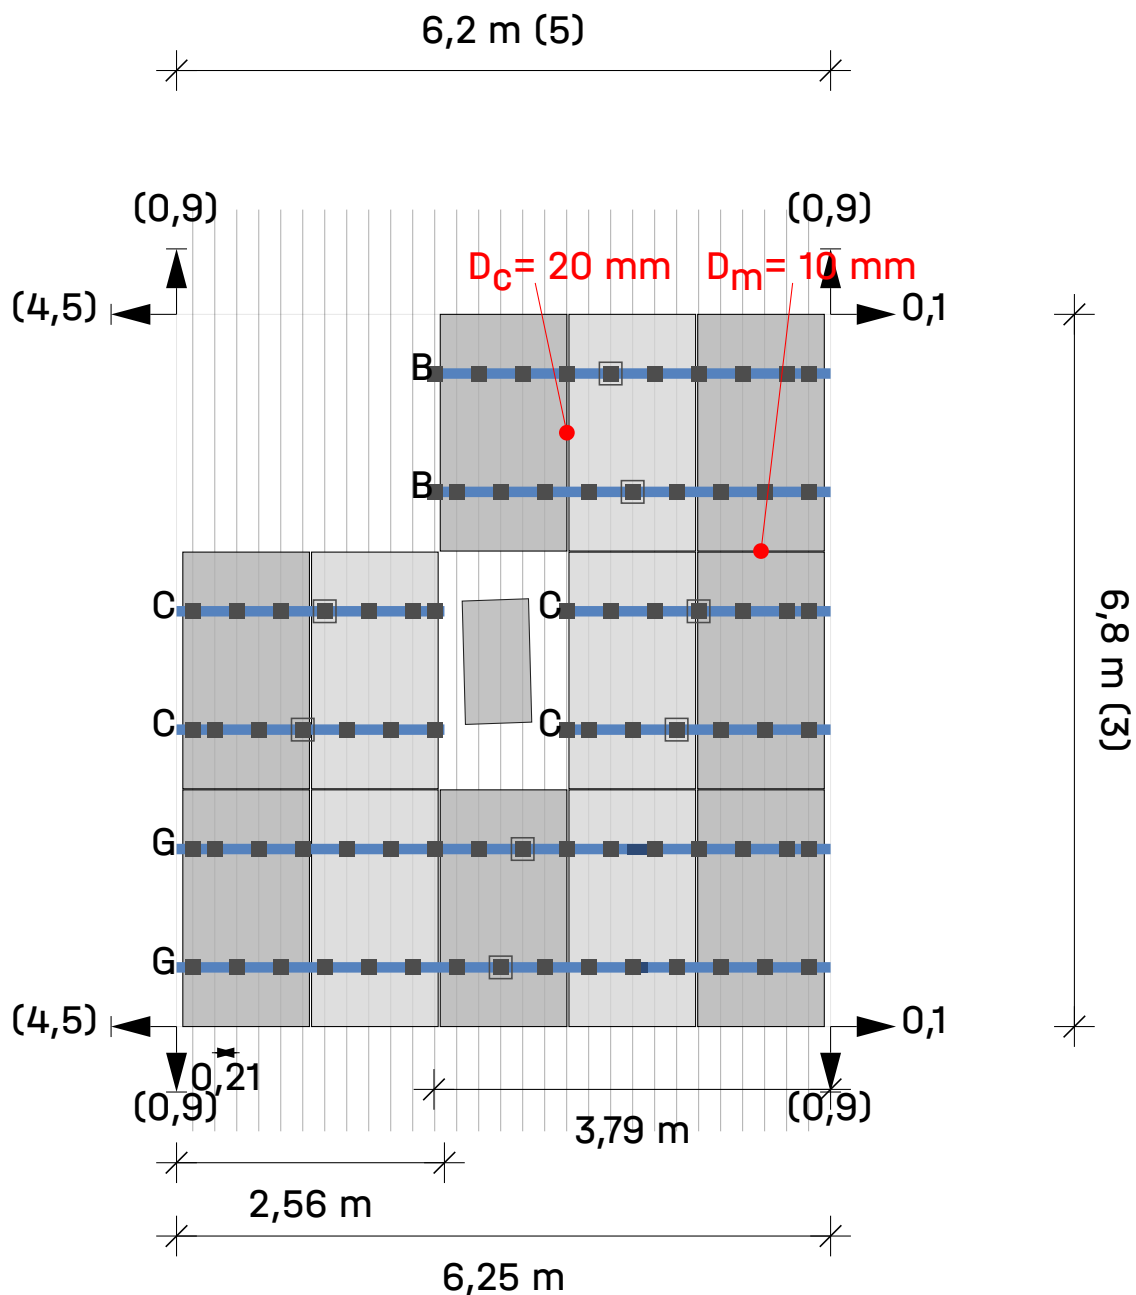 6,2 m (5)
(0,9) (0,9)
Dc= 20 mm Dm= 10 mm
(4,5) 0,1
B
B
C C
6,8 m (3)
C C
G
G
(4,5) 0,1
0,21
(0,9) (0,9)
3,79 m
2,56 m
6,25 m